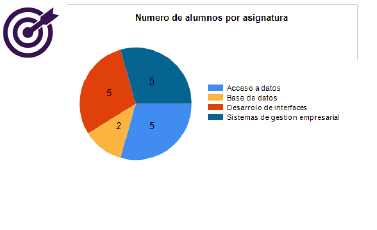 Numero de alumnos por asignatura
5
5
2
5
Acceso a datos
Base de datos
Desarrolo de interfaces
Sistemas de gestion empresarial